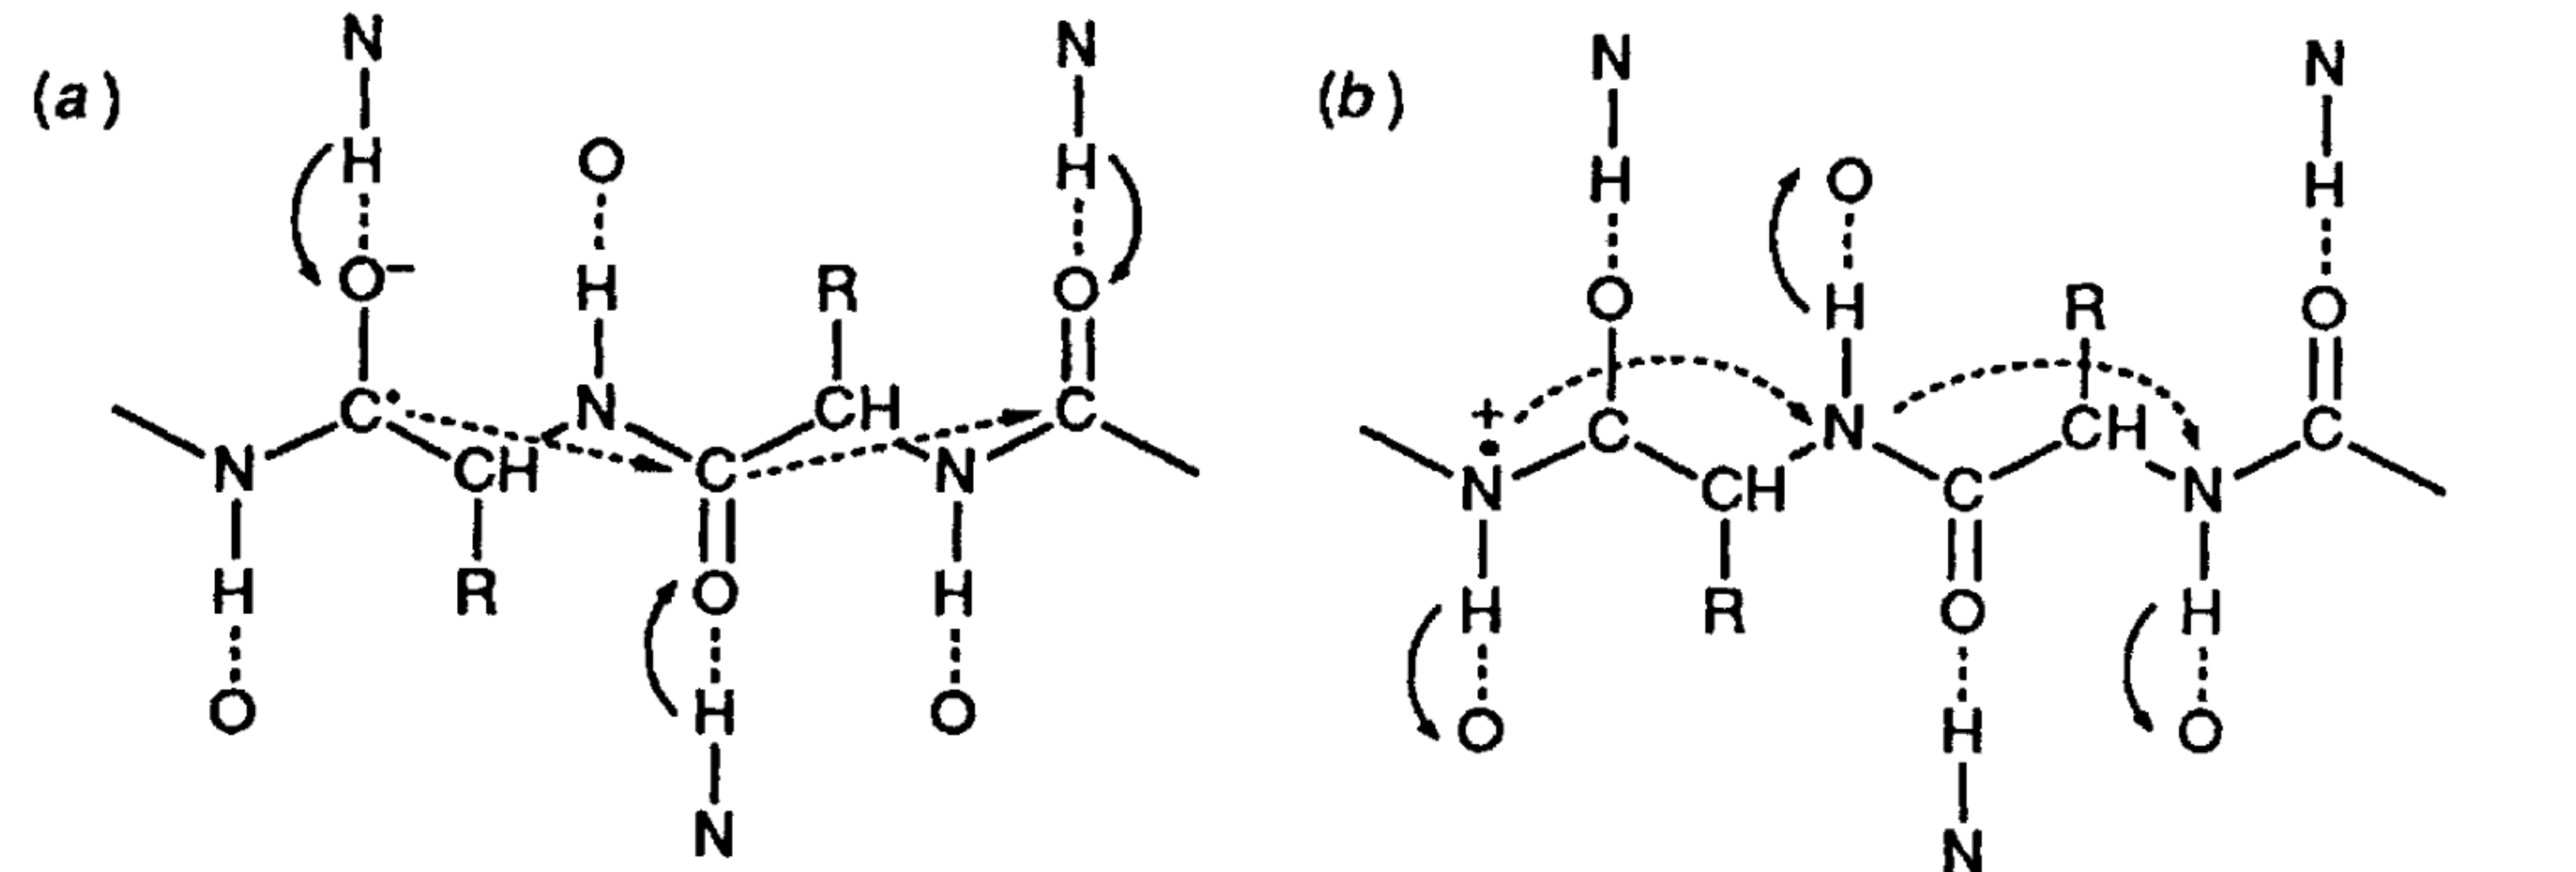 (a) N N (b) N N
H O H H O H
O⁻ H R O O H R O
C• N CH C + • N C N CH C
N CH C N N CH C N
H R O H H R O H
O H O O H O
N N